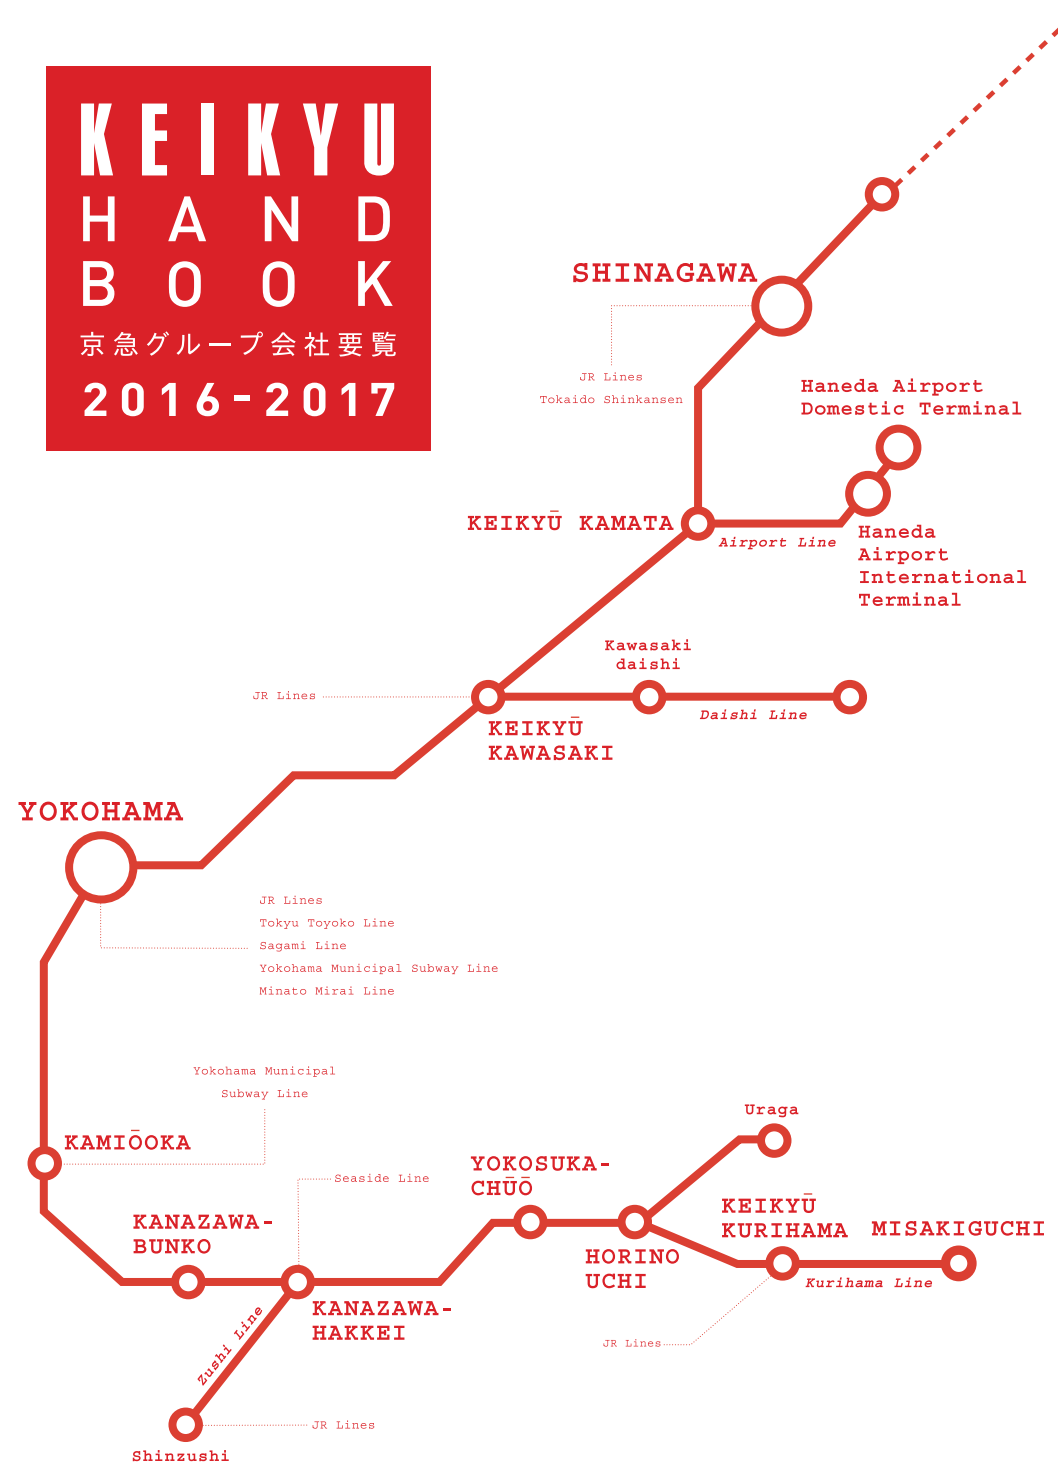 KEIKYU
HAND
BOOK
京急グループ会社要覧
2016-2017
SHINAGAWA
JR Lines
Tokaido Shinkansen
Haneda Airport
Domestic Terminal
KEIKYŪ KAMATA
Airport Line
Haneda
Airport
International
Terminal
Kawasaki
daishi
JR Lines
Daishi Line
KEIKYŪ
KAWASAKI
YOKOHAMA
JR Lines
Tokyu Toyoko Line
Sagami Line
Yokohama Municipal Subway Line
Minato Mirai Line
Yokohama Municipal
Subway Line
KAMIŌOKA
Uraga
YOKOSUKA-
CHŪŌ
Seaside Line
KANAZAWA-
BUNKO
KEIKYŪ
KURIHAMA
MISAKIGUCHI
HORINO
UCHI
Kurihama Line
KANAZAWA-
HAKKEI
Zushi Line
JR Lines
JR Lines
Shinzushi